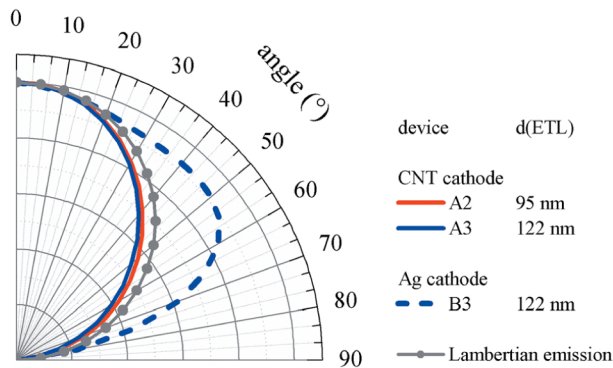 0
10
20
30
40
50
60
70
80
90
angle (°)
device d(ETL)
CNT cathode
A2 95 nm
A3 122 nm
Ag cathode
B3 122 nm
Lambertian emission